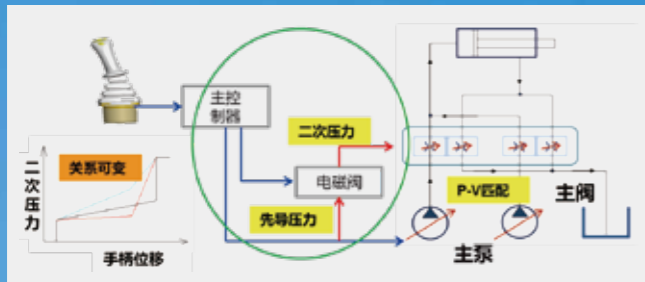 主控
制器
二次压力
二次压力
关系可变
电磁阀
P-V匹配
主阀
先导压力
手柄位移
主泵